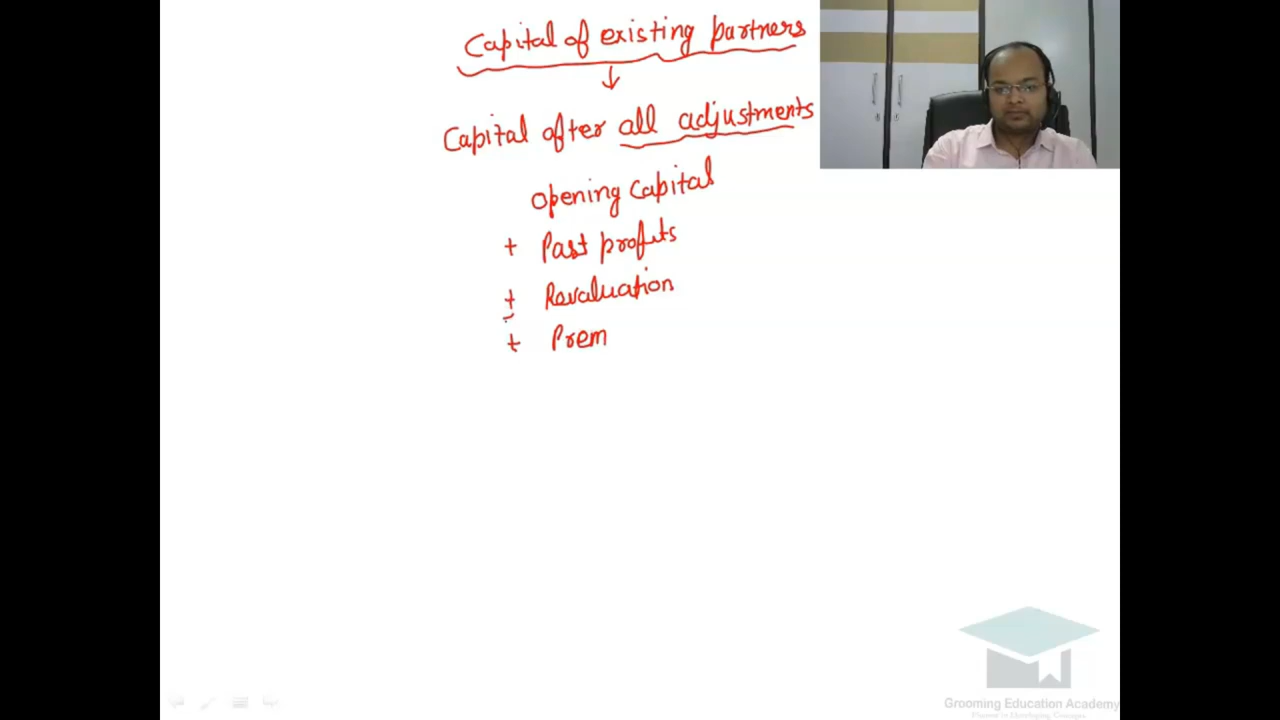 Capital of existing partners
Capital after all adjustments
Opening Capital
+ Past profits
+ Revaluation
+ Prem
Grooming Education Academy